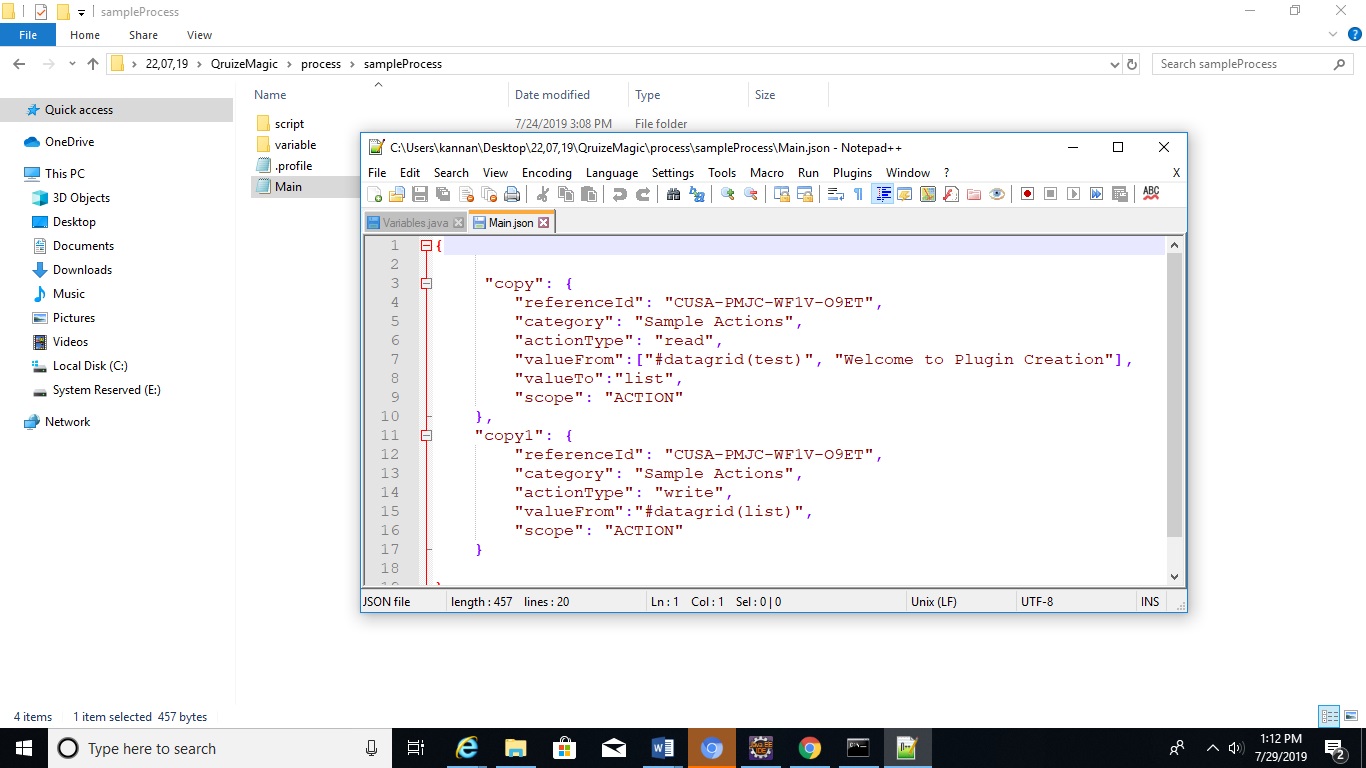 sampleProcess
File Home Share View
22,07,19 QruizeMagic process sampleProcess
Search sampleProcess
Name Date modified Type Size
Quick access
OneDrive
This PC
3D Objects
Desktop
Documents
Downloads
Music
Pictures
Videos
Local Disk (C:)
System Reserved (E:)
Network
script 7/24/2019 3:08 PM File folder
variable
.profile
Main
C:\Users\kannan\Desktop\22,07,19\QruizeMagic\process\sampleProcess\Main.json - Notepad++
File Edit Search View Encoding Language Settings Tools Macro Run Plugins Window ? X
ABC
Variables.java Main.json
1 {
2
3 "copy": {
4 "referenceId": "CUSA-PMJC-WF1V-O9ET",
5 "category": "Sample Actions",
6 "actionType": "read",
7 "valueFrom":["#datagrid(test)", "Welcome to Plugin Creation"],
8 "valueTo":"list",
9 "scope": "ACTION"
10 },
11 "copy1": {
12 "referenceId": "CUSA-PMJC-WF1V-O9ET",
13 "category": "Sample Actions",
14 "actionType": "write",
15 "valueFrom":"#datagrid(list)",
16 "scope": "ACTION"
17 }
18
JSON file length : 457 lines : 20 Ln : 1 Col : 1 Sel : 0 | 0 Unix (LF) UTF-8 INS
4 items 1 item selected 457 bytes
Type here to search
1:12 PM
7/29/2019
2